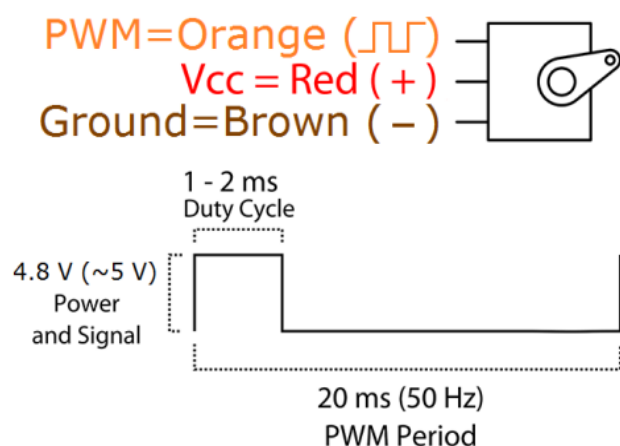 PWM=Orange (⎍⎍)
Vcc = Red ( + )
Ground=Brown ( − )
1 - 2 ms
Duty Cycle
4.8 V (~5 V)
Power
and Signal
20 ms (50 Hz)
PWM Period